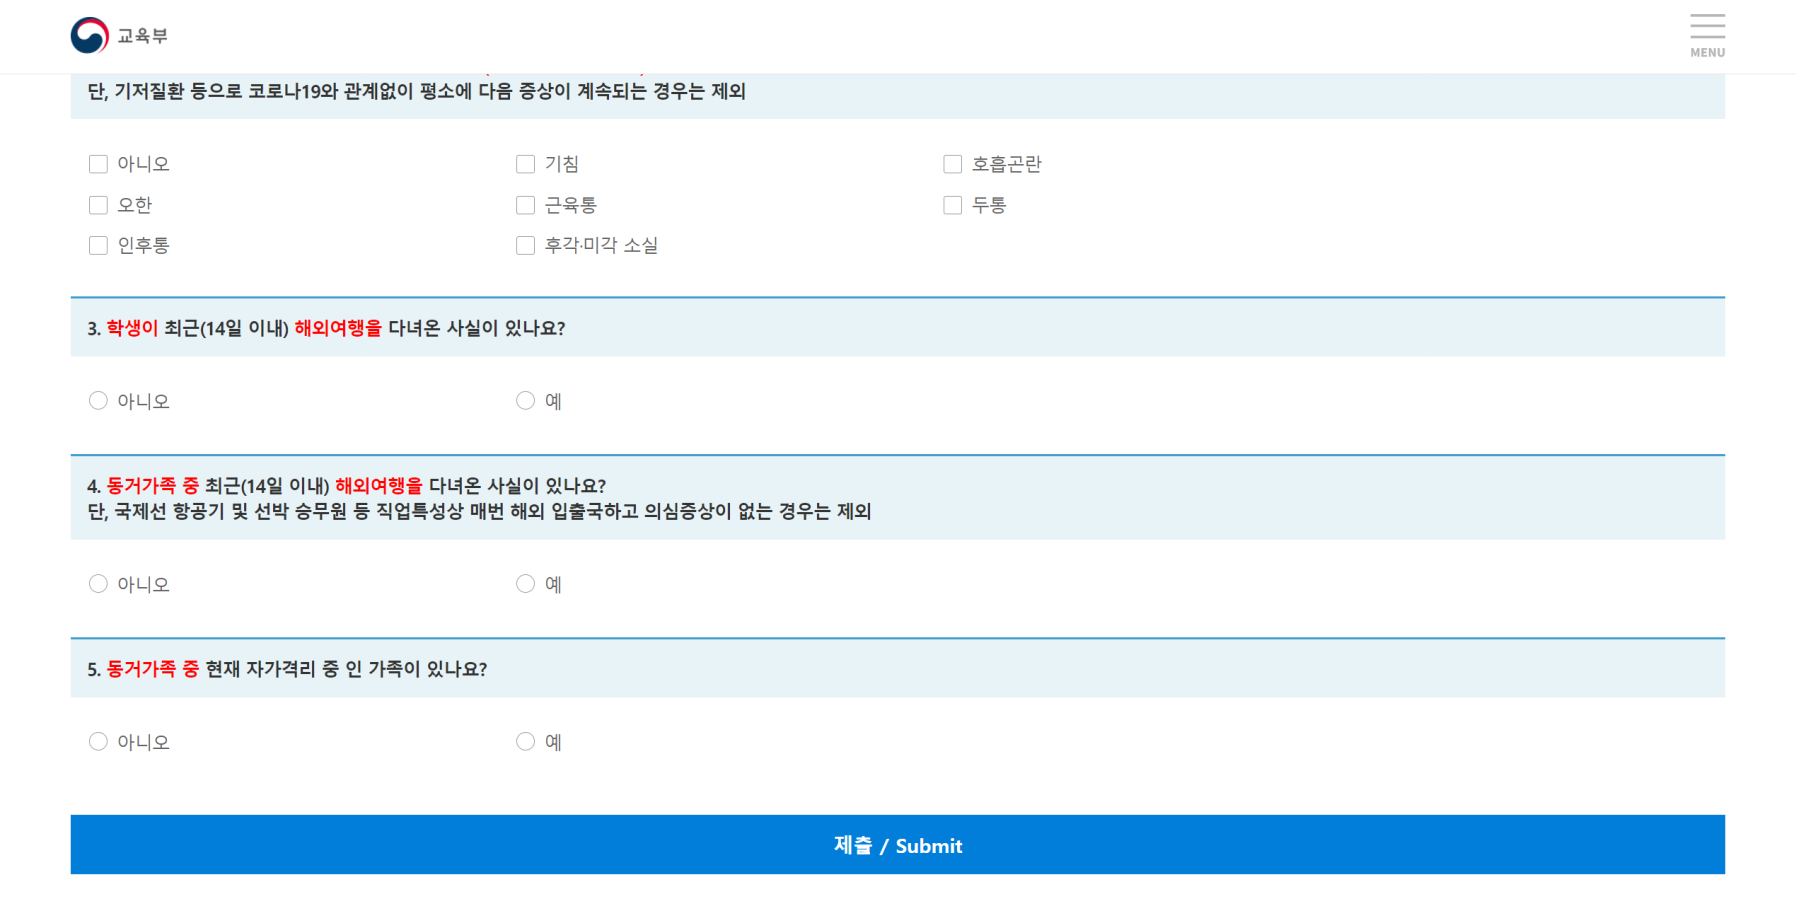 교육부
MENU
단, 기저질환 등으로 코로나19와 관계없이 평소에 다음 증상이 계속되는 경우는 제외
아니오
기침
호흡곤란
오한
근육통
두통
인후통
후각·미각 소실
3. 학생이 최근(14일 이내) 해외여행을 다녀온 사실이 있나요?
아니오
예
4. 동거가족 중 최근(14일 이내) 해외여행을 다녀온 사실이 있나요?
단, 국제선 항공기 및 선박 승무원 등 직업특성상 매번 해외 입출국하고 의심증상이 없는 경우는 제외
아니오
예
5. 동거가족 중 현재 자가격리 중 인 가족이 있나요?
아니오
예
제출 / Submit